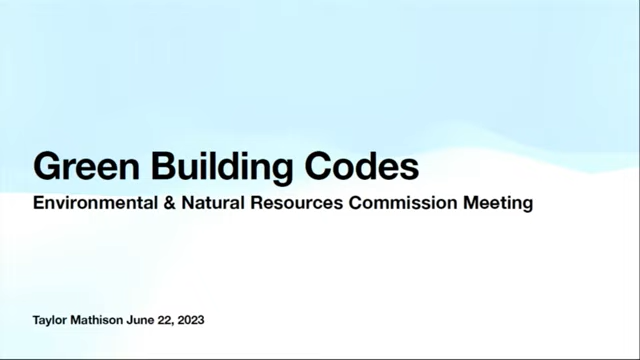 Green Building Codes
Environmental & Natural Resources Commission Meeting
Taylor Mathison June 22, 2023